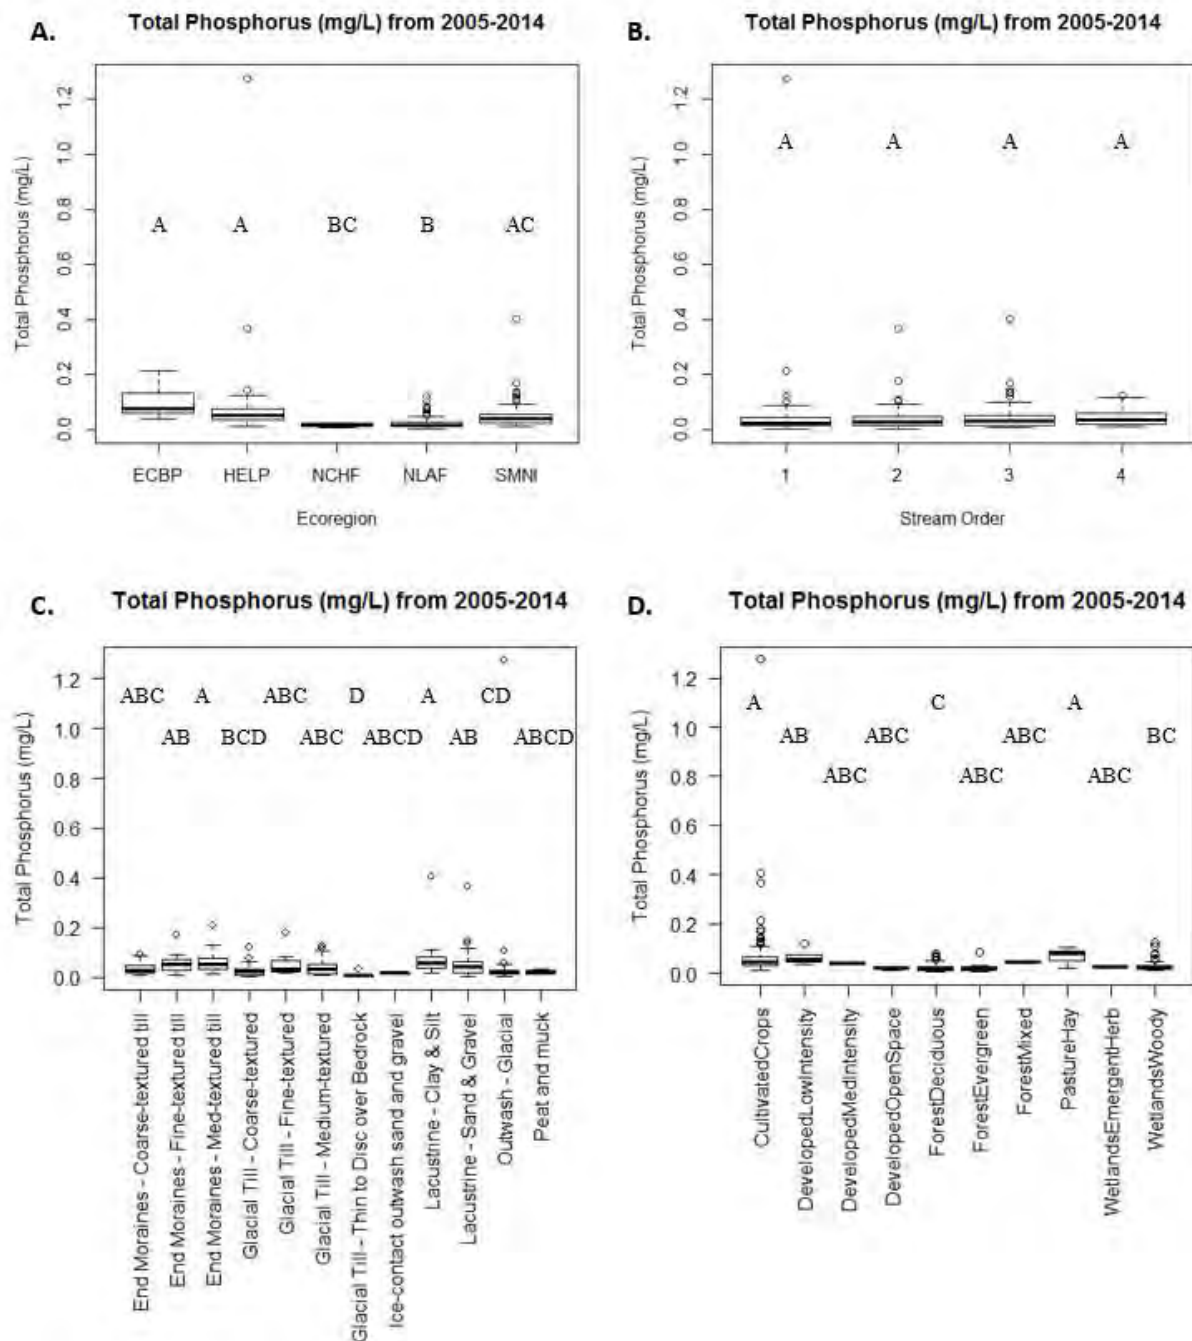 A.
Total Phosphorus (mg/L) from 2005-2014
Total Phosphorus (mg/L)
1.2
1.0
0.8
0.6
0.4
0.2
0.0
A A BC B AC
ECBP HELP NCHF NLAF SMNI
Ecoregion
B.
Total Phosphorus (mg/L) from 2005-2014
Total Phosphorus (mg/L)
1.2
1.0
0.8
0.6
0.4
0.2
0.0
A A A A
1 2 3 4
Stream Order
C.
Total Phosphorus (mg/L) from 2005-2014
Total Phosphorus (mg/L)
1.2
1.0
0.8
0.6
0.4
0.2
0.0
ABC A ABC D A CD
AB BCD ABC ABCD AB ABCD
End Moraines - Coarse-textured till
End Moraines - Fine-textured till
End Moraines - Med-textured till
Glacial Till - Coarse-textured
Glacial Till - Fine-textured
Glacial Till - Medium-textured
Glacial Till - Thin to Disc over Bedrock
Ice-contact outwash sand and gravel
Lacustrine - Clay & Silt
Lacustrine - Sand & Gravel
Outwash - Glacial
Peat and muck
D.
Total Phosphorus (mg/L) from 2005-2014
Total Phosphorus (mg/L)
1.2
1.0
0.8
0.6
0.4
0.2
0.0
A C A
AB ABC ABC BC
ABC ABC ABC
CultivatedCrops
DevelopedLowIntensity
DevelopedMedIntensity
DevelopedOpenSpace
ForestDeciduous
ForestEvergreen
ForestMixed
PastureHay
WetlandsEmergentHerb
WetlandsWoody